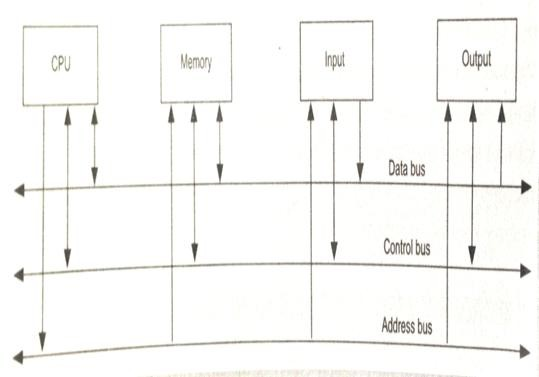 CPU
Memory
Input
Output
Data bus
Control bus
Address bus